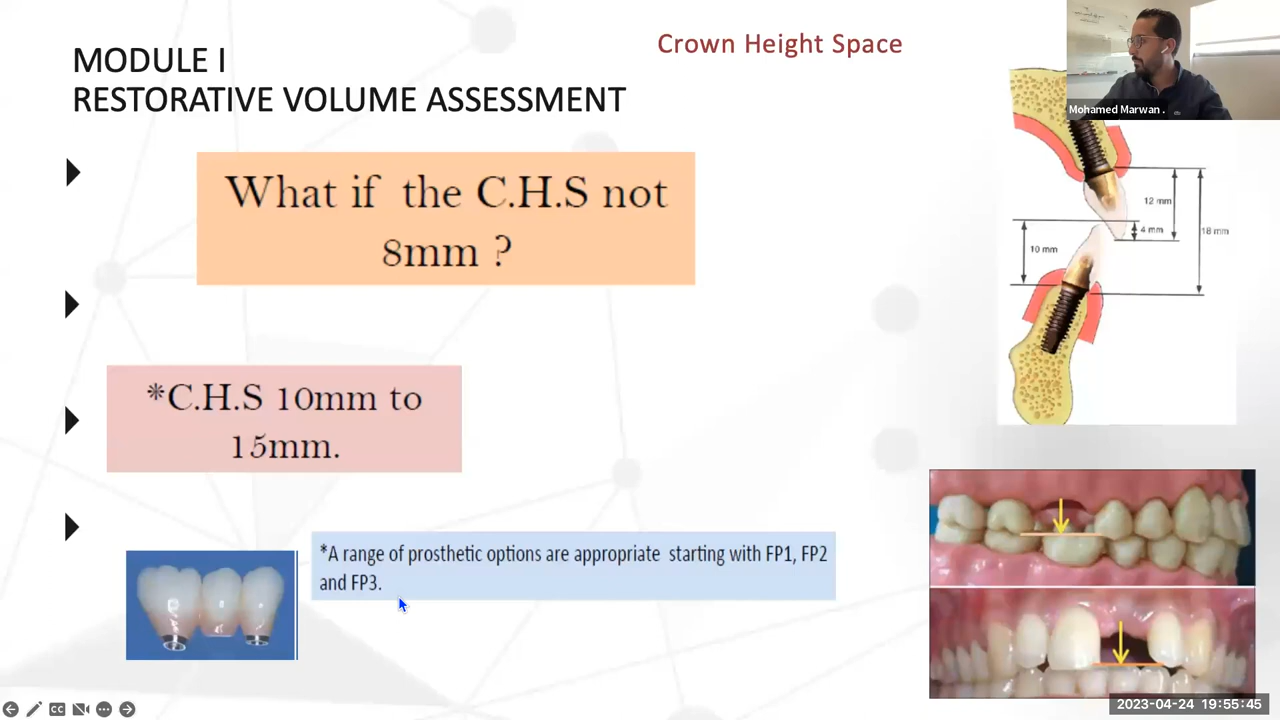 MODULE I
RESTORATIVE VOLUME ASSESSMENT
Crown Height Space
Mohamed Marwan .
What if the C.H.S not
8mm ?
12 mm
4 mm
18 mm
10 mm
*C.H.S 10mm to
15mm.
*A range of prosthetic options are appropriate starting with FP1, FP2
and FP3.
CC
2023-04-24 19:55:45